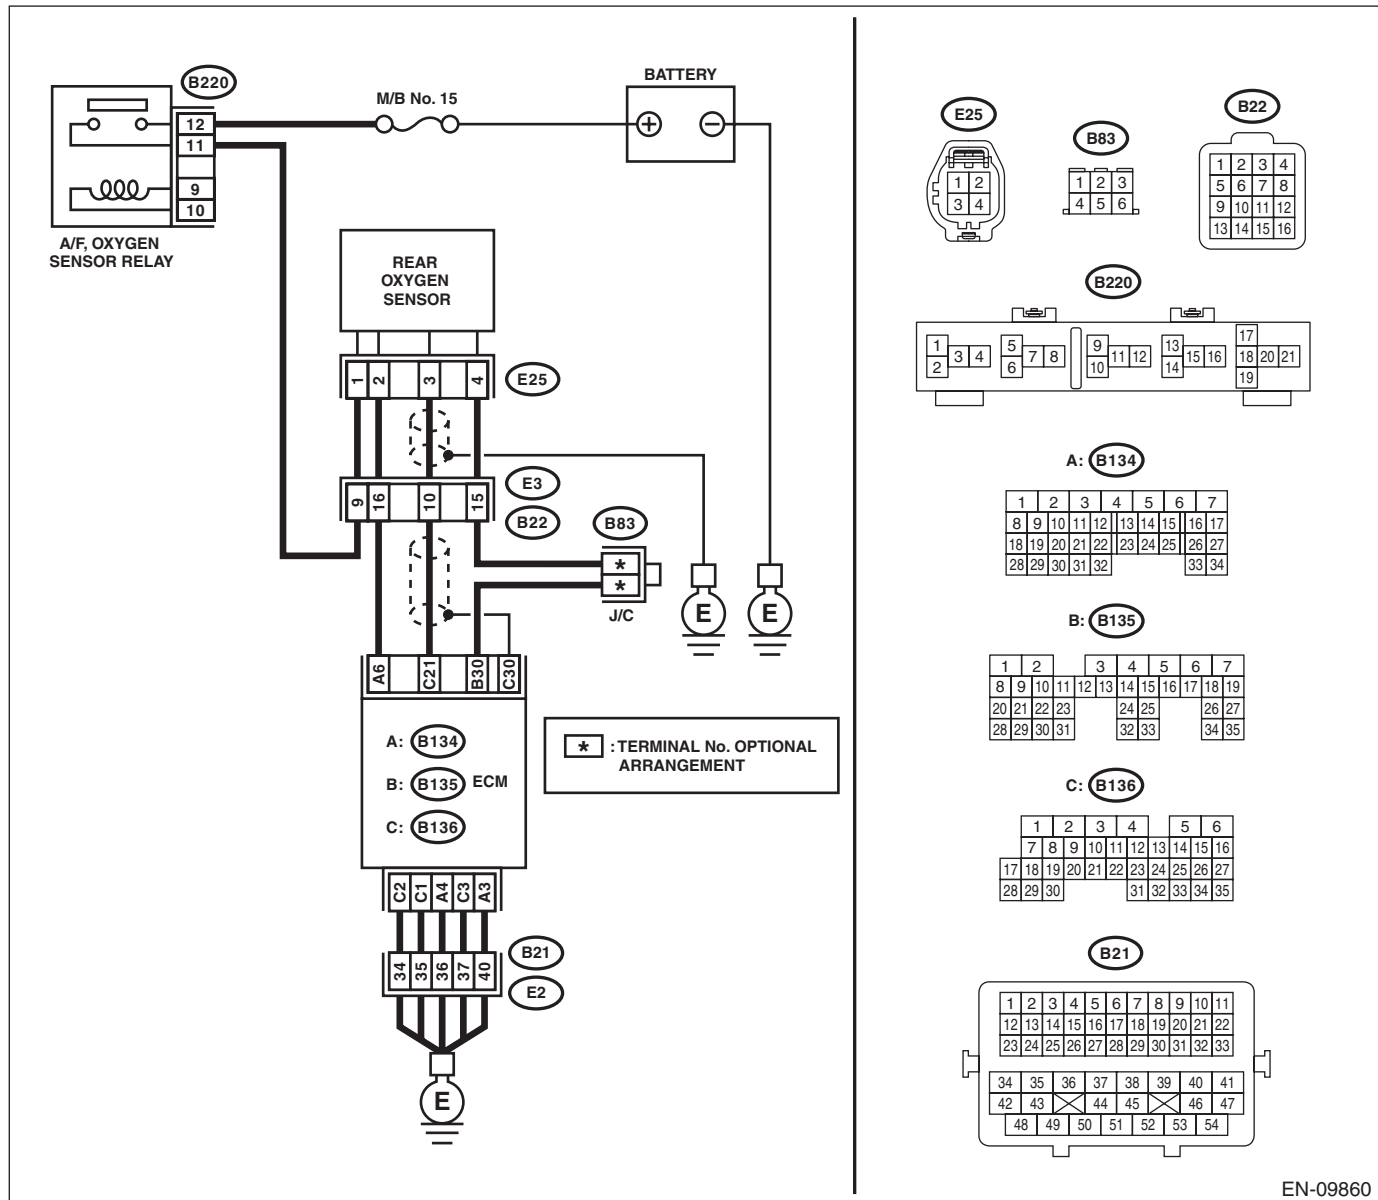 B220
BATTERY
M/B No. 15
12
11
9
10
A/F, OXYGEN
SENSOR RELAY
REAR
OXYGEN
SENSOR
1 2 3 4
E25
E3
9 16 10 15
B22
B83
*
*
J/C
E E
A6 C21 B30 C30
A: B134
B: B135 ECM
C: B136
* : TERMINAL No. OPTIONAL
ARRANGEMENT
C2 C1 A4 C3 A3
B21
34 35 36 37 40
E2
E
E25
1 2
3 4
B83
1 2 3
4 5 6
B22
1 2 3 4
5 6 7 8
9 10 11 12
13 14 15 16
B220
17
1 5 9 13
3 4 7 8 11 12 15 16 18 20 21
2 6 10 14
19
A: B134
1 2 3 4 5 6 7
8 9 10 11 12 13 14 15 16 17
18 19 20 21 22 23 24 25 26 27
28 29 30 31 32 33 34
B: B135
1 2 3 4 5 6 7
8 9 10 11 12 13 14 15 16 17 18 19
20 21 22 23 24 25 26 27
28 29 30 31 32 33 34 35
C: B136
1 2 3 4 5 6
7 8 9 10 11 12 13 14 15 16
17 18 19 20 21 22 23 24 25 26 27
28 29 30 31 32 33 34 35
B21
1 2 3 4 5 6 7 8 9 10 11
12 13 14 15 16 17 18 19 20 21 22
23 24 25 26 27 28 29 30 31 32 33
34 35 36 37 38 39 40 41
42 43 44 45 46 47
48 49 50 51 52 53 54
EN-09860